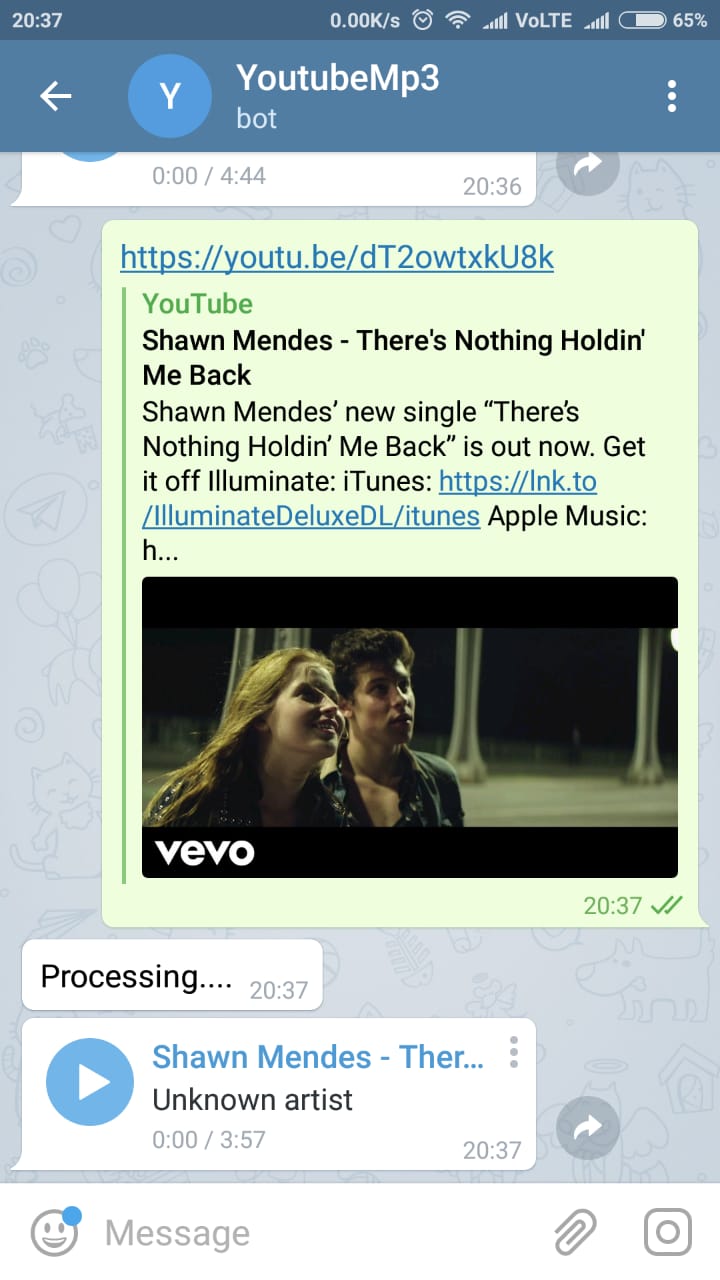 20:37
0.00K/s VoLTE 65%
Y
YoutubeMp3
bot
0:00 / 4:44
20:36
https://youtu.be/dT2owtxkU8k
YouTube
Shawn Mendes - There's Nothing Holdin'
Me Back
Shawn Mendes’ new single “There’s
Nothing Holdin’ Me Back” is out now. Get
it off Illuminate: iTunes: https://lnk.to
/IlluminateDeluxeDL/itunes Apple Music:
h...
vevo
20:37
Processing.... 20:37
Shawn Mendes - Ther...
Unknown artist
0:00 / 3:57
20:37
Message